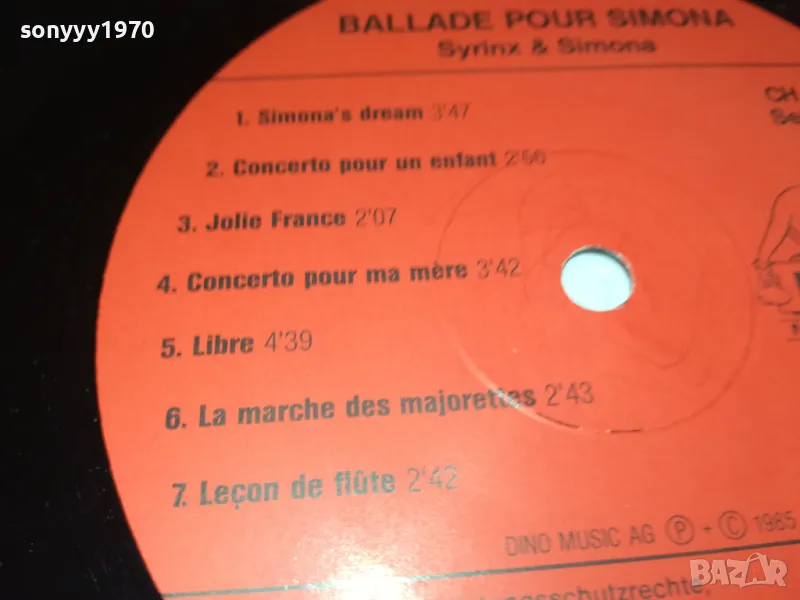 sonyyy1970
BALLADE POUR SIMONA
Syrinx & Simona
CH
1. Simona's dream 3'47
2. Concerto pour un enfant 2'56
3. Jolie France 2'07
4. Concerto pour ma mère 3'42
5. Libre 4'39
6. La marche des majorettes 2'43
7. Leçon de flûte 2'42
DINO MUSIC AG Ⓟ + Ⓒ 1985
BAZAR